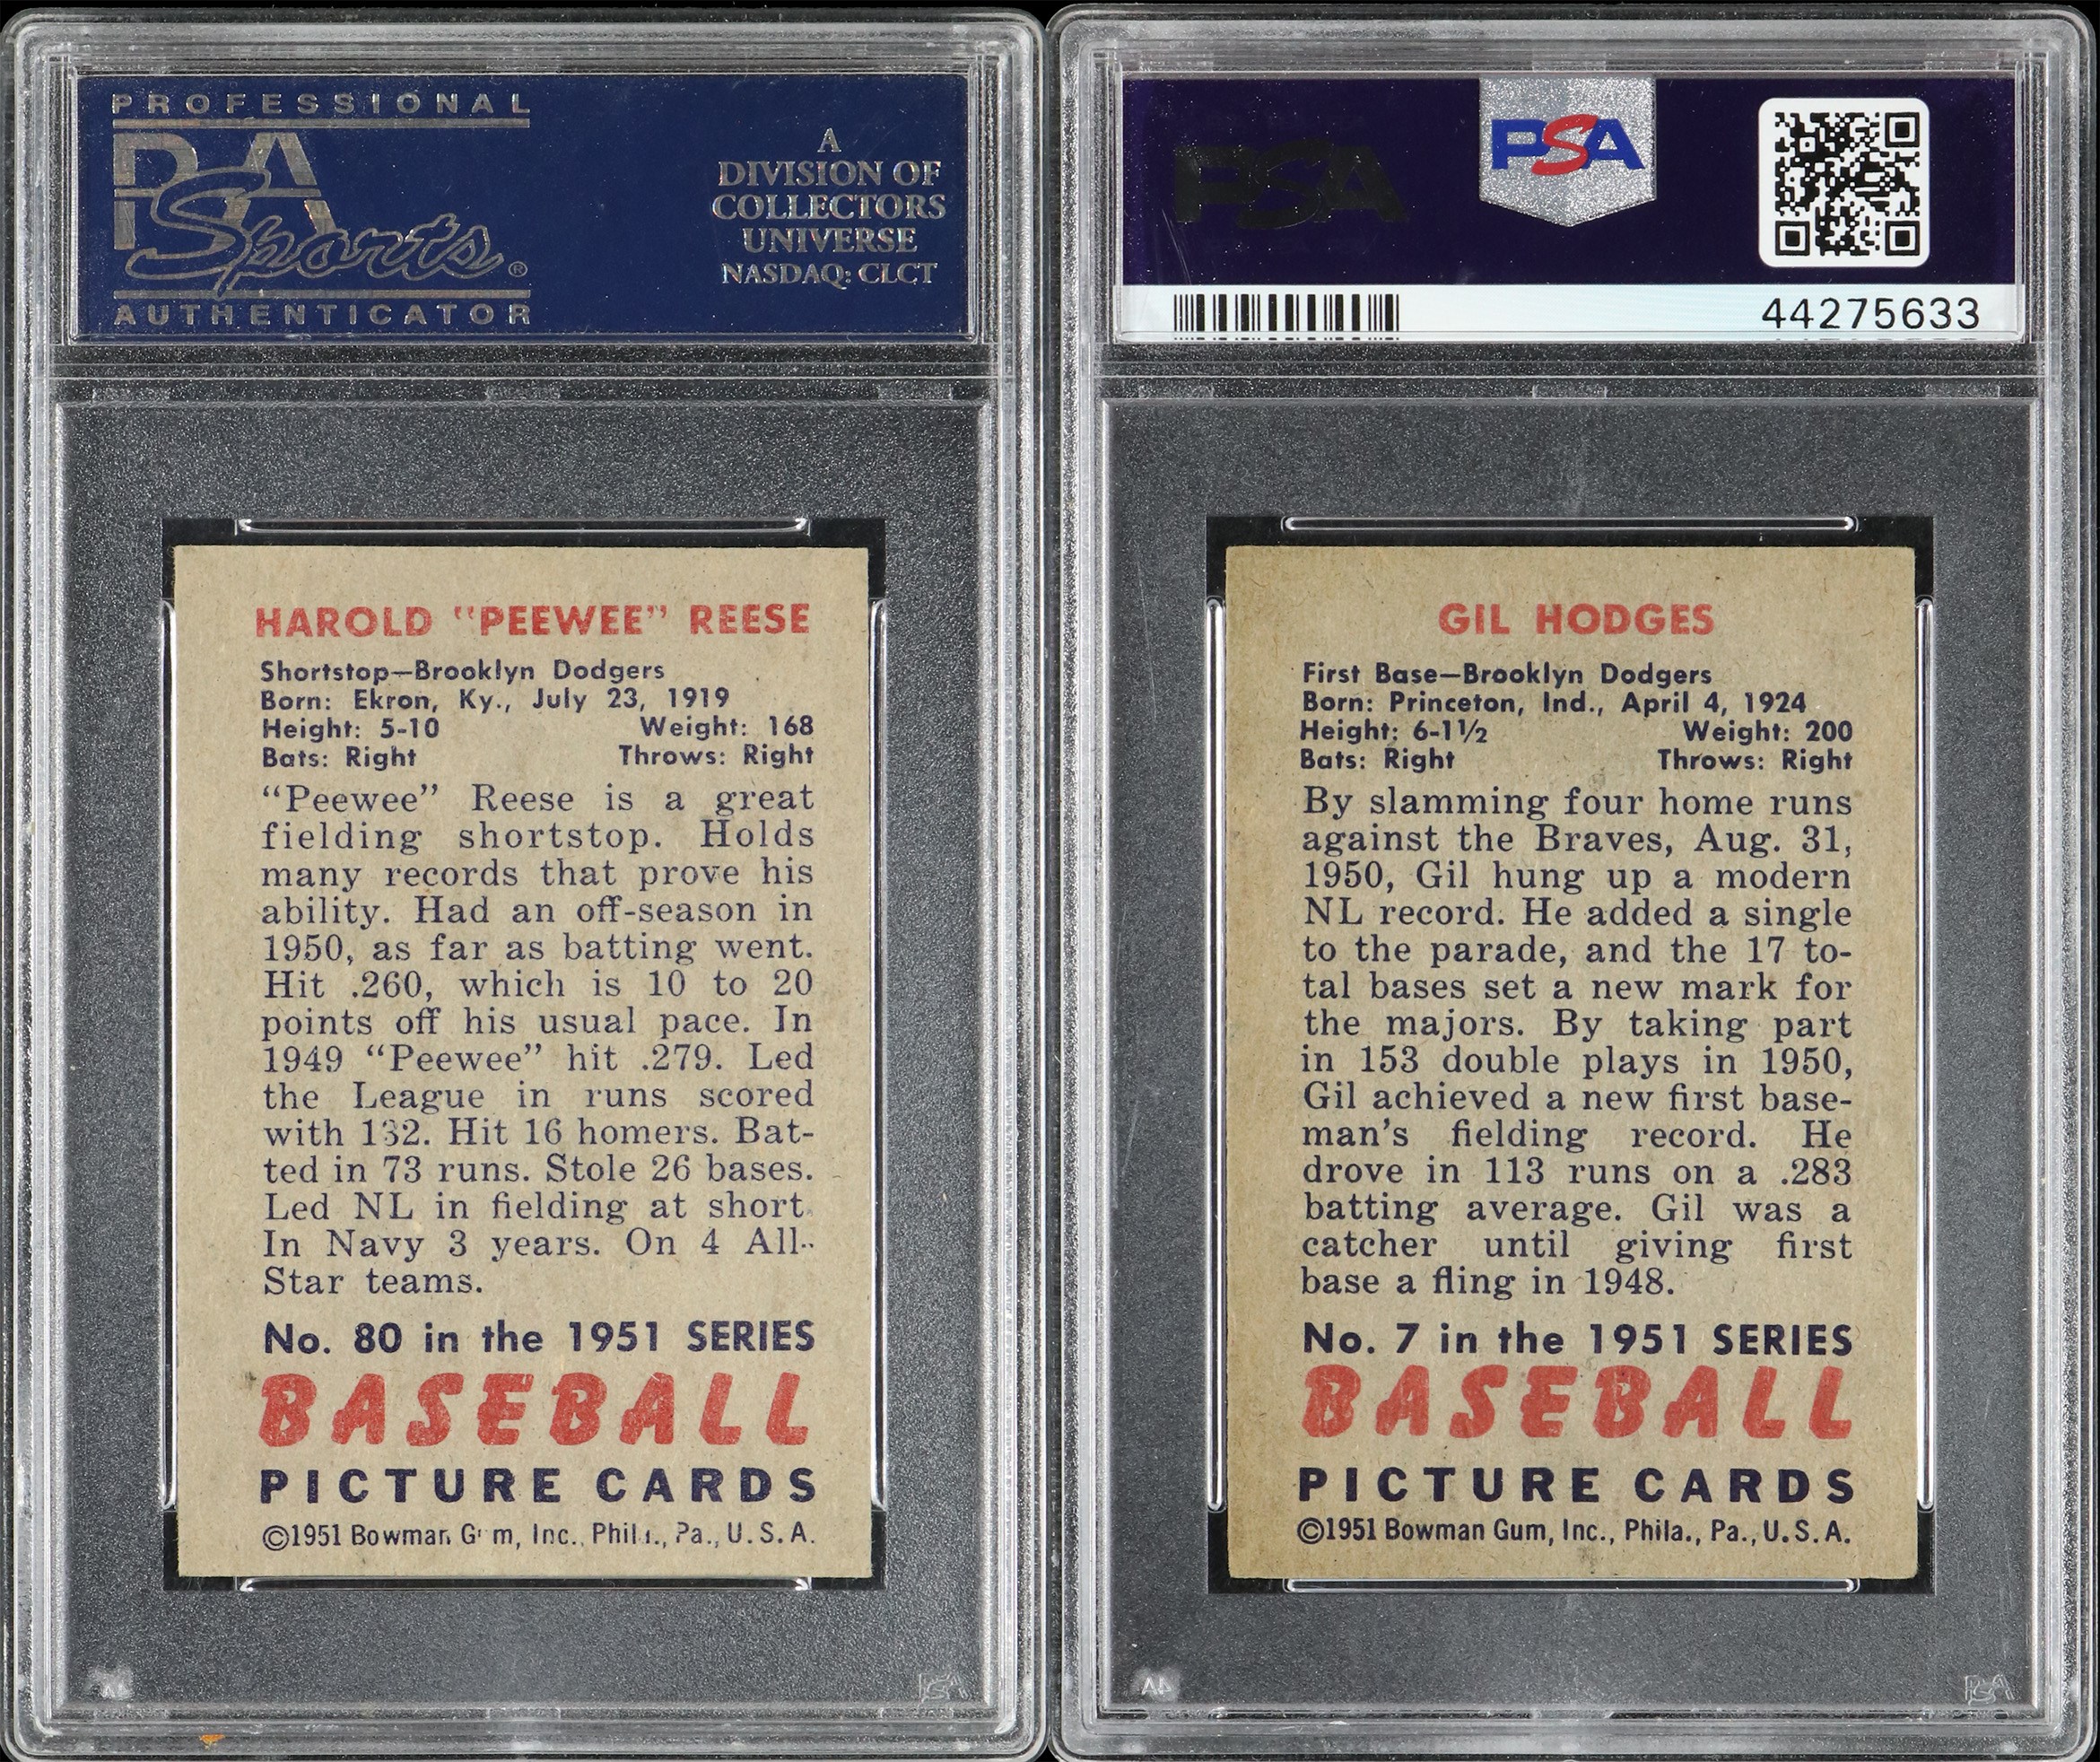 PROFESSIONAL
PSA
Sports®
AUTHENTICATOR
A
DIVISION OF
COLLECTORS
UNIVERSE
NASDAQ: CLCT
HAROLD "PEEWEE" REESE
Shortstop—Brooklyn Dodgers
Born: Ekron, Ky., July 23, 1919
Height: 5-10 Weight: 168
Bats: Right Throws: Right
“Peewee” Reese is a great
fielding shortstop. Holds
many records that prove his
ability. Had an off-season in
1950, as far as batting went.
Hit .260, which is 10 to 20
points off his usual pace. In
1949 “Peewee” hit .279. Led
the League in runs scored
with 132. Hit 16 homers. Bat-
ted in 73 runs. Stole 26 bases.
Led NL in fielding at short.
In Navy 3 years. On 4 All-
Star teams.
No. 80 in the 1951 SERIES
BASEBALL
PICTURE CARDS
©1951 Bowman Gum, Inc., Phila., Pa., U.S.A.
PSA
PSA
PSA
44275633
GIL HODGES
First Base—Brooklyn Dodgers
Born: Princeton, Ind., April 4, 1924
Height: 6-1½ Weight: 200
Bats: Right Throws: Right
By slamming four home runs
against the Braves, Aug. 31,
1950, Gil hung up a modern
NL record. He added a single
to the parade, and the 17 to-
tal bases set a new mark for
the majors. By taking part
in 153 double plays in 1950,
Gil achieved a new first base-
man's fielding record. He
drove in 113 runs on a .283
batting average. Gil was a
catcher until giving first
base a fling in 1948.
No. 7 in the 1951 SERIES
BASEBALL
PICTURE CARDS
©1951 Bowman Gum, Inc., Phila., Pa., U.S.A.
PSA